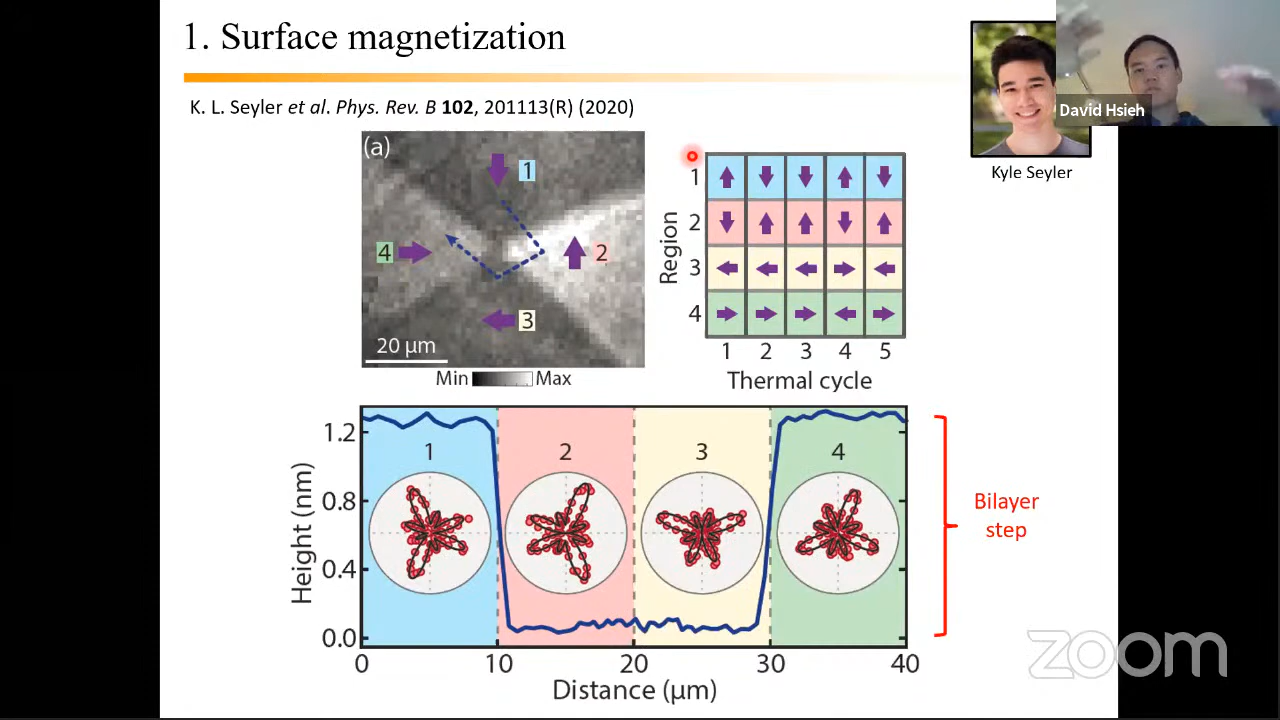 1. Surface magnetization
K. L. Seyler et al. Phys. Rev. B 102, 201113(R) (2020)
David Hsieh
Kyle Seyler
(a)
1
2
4
3
20 μm
Min Max
Region
1
2
3
4
1 2 3 4 5
Thermal cycle
Height (nm)
1.2
0.8
0.4
0.0
1 2 3 4
0 10 20 30 40
Distance (μm)
Bilayer
step
zoom